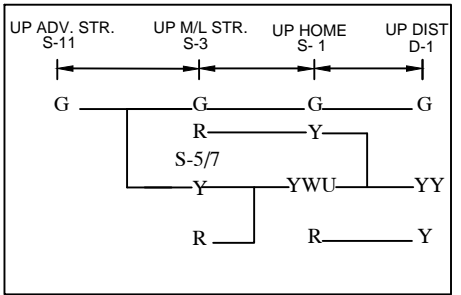 UP ADV. STR. UP M/L STR. UP HOME UP DIST
S-11 S-3 S- 1 D-1
G G G G
R Y
S-5/7
Y YWU YY
R R Y